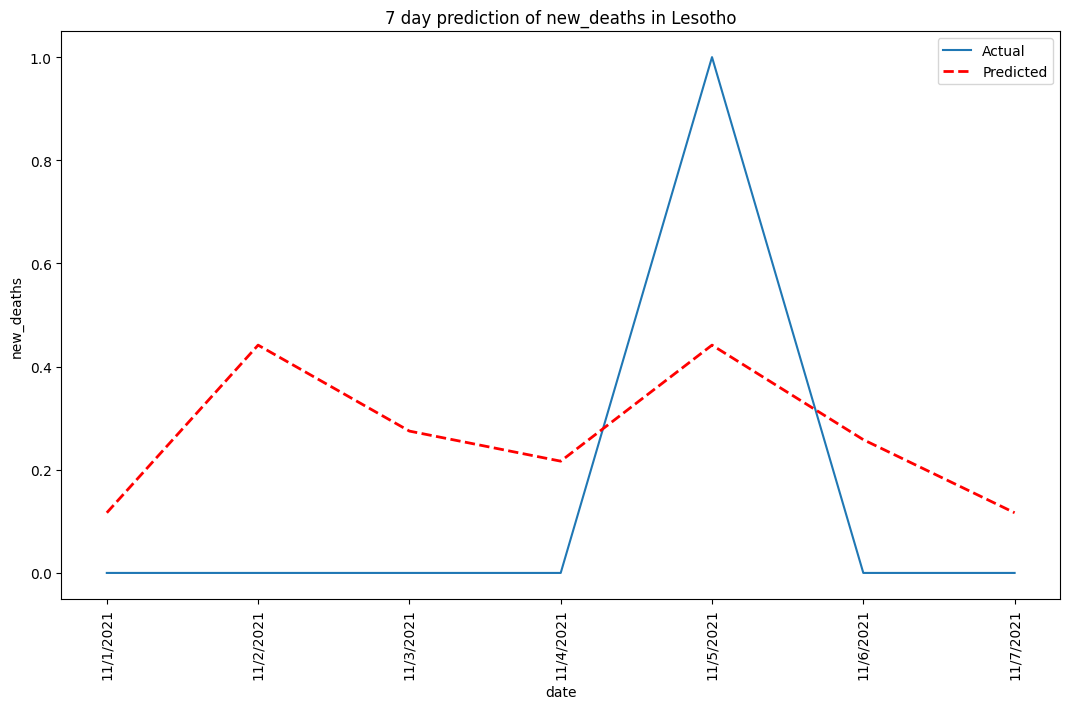 7 day prediction of new_deaths in Lesotho
Actual
Predicted
new_deaths
1.0
0.8
0.6
0.4
0.2
0.0
11/1/2021
11/2/2021
11/3/2021
11/4/2021
11/5/2021
11/6/2021
11/7/2021
date